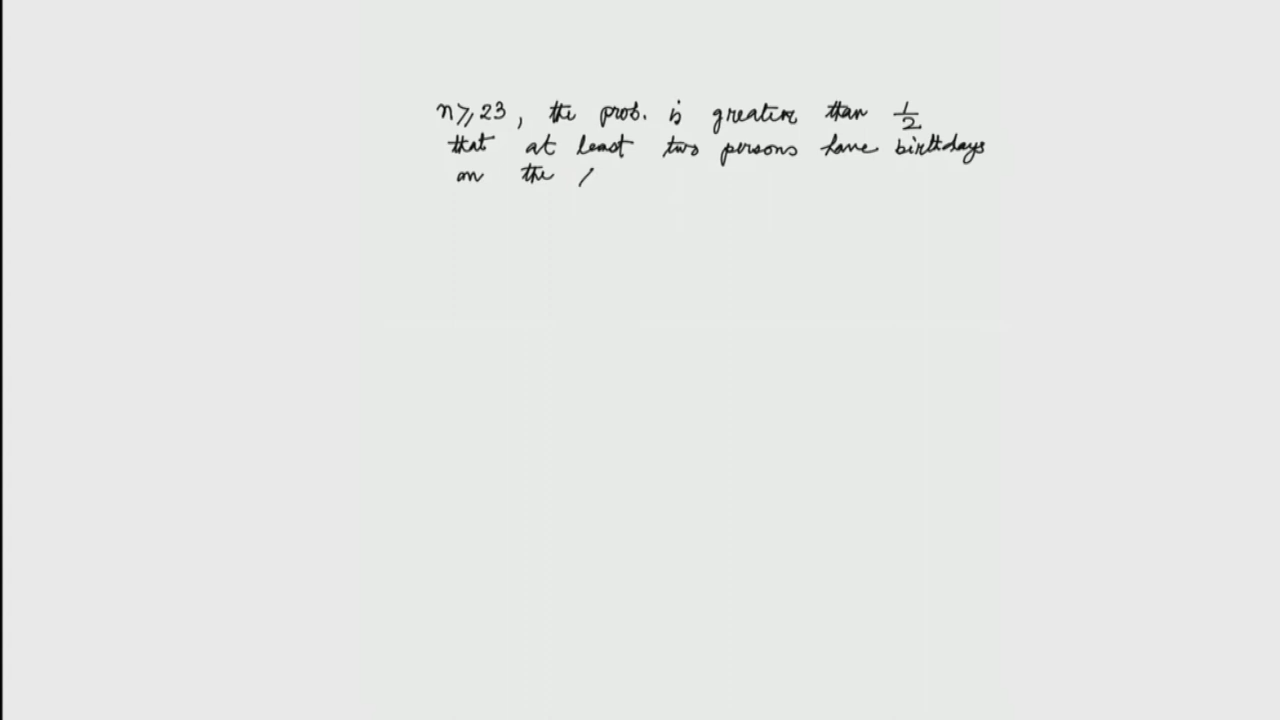 n ≥ 23, the prob. is greater than 1/2
that at least two persons have birthdays
on the